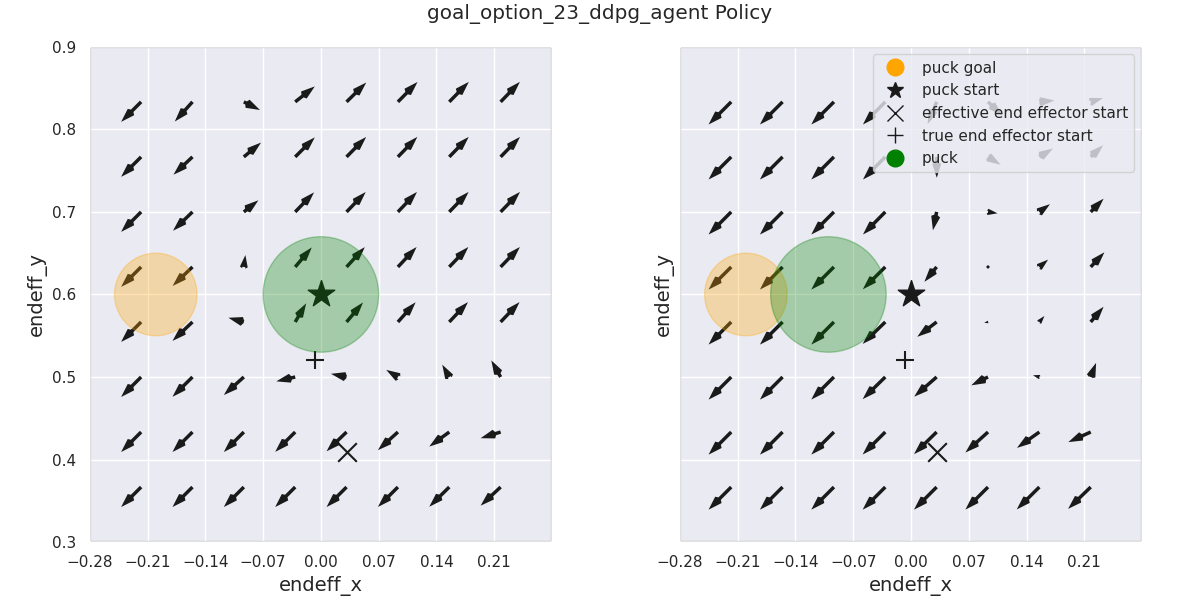 goal_option_23_ddpg_agent Policy
0.9
0.8
0.7
0.6
0.5
0.4
0.3
endeff_y
−0.28 −0.21 −0.14 −0.07 0.00 0.07 0.14 0.21
endeff_x
puck goal
puck start
effective end effector start
true end effector start
puck
endeff_y
−0.28 −0.21 −0.14 −0.07 0.00 0.07 0.14 0.21
endeff_x